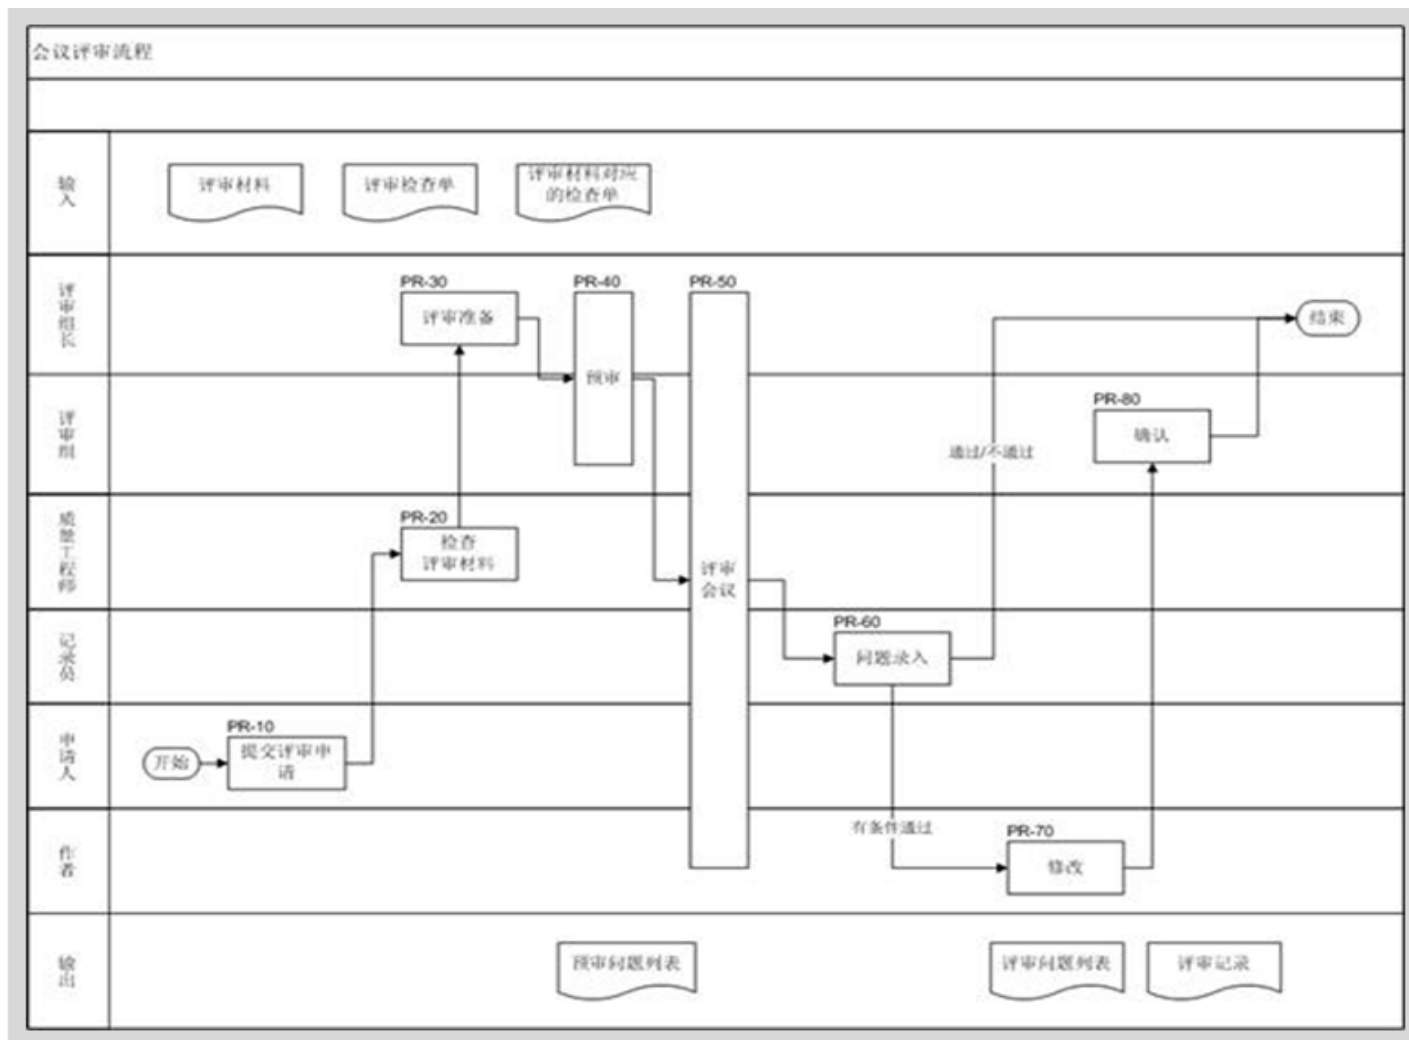 会议评审流程
输入
评审材料
评审检查单
评审材料对应
的检查单
评审组长
PR-30
评审准备
PR-40
预审
PR-50
评审
会议
结束
评审组
PR-80
确认
通过/不通过
质量工程师
PR-20
检查
评审材料
记录员
PR-60
问题录入
申请人
开始
PR-10
提交评审申
请
作者
有条件通过
PR-70
修改
输出
预审问题列表
评审问题列表
评审记录